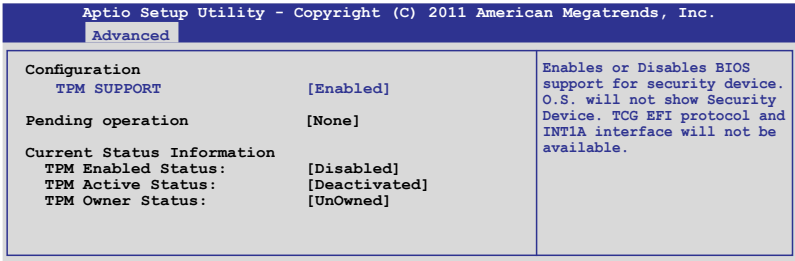 Aptio Setup Utility - Copyright (C) 2011 American Megatrends, Inc.
Advanced
Configuration
TPM SUPPORT [Enabled]
Pending operation [None]
Current Status Information
TPM Enabled Status: [Disabled]
TPM Active Status: [Deactivated]
TPM Owner Status: [UnOwned]
Enables or Disables BIOS
support for security device.
O.S. will not show Security
Device. TCG EFI protocol and
INT1A interface will not be
available.